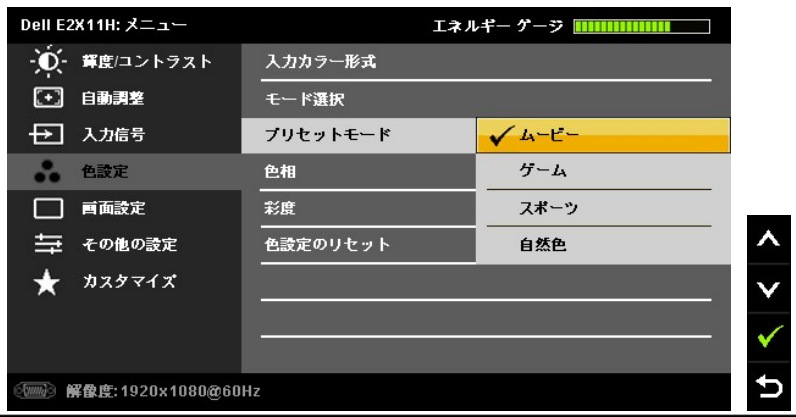 Dell E2X11H: メニュー
エネルギー ゲージ
輝度/コントラスト
自動調整
入力信号
色設定
画面設定
その他の設定
カスタマイズ
入力カラー形式
モード選択
プリセットモード
色相
彩度
色設定のリセット
ムービー
ゲーム
スポーツ
自然色
解像度: 1920x1080@60Hz